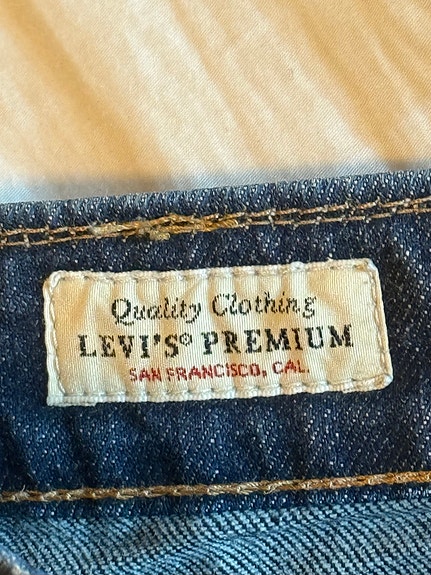 Quality Clothing
LEVI'S® PREMIUM
SAN FRANCISCO, CAL.